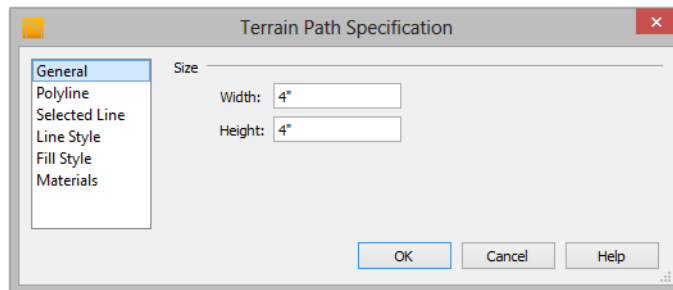 Terrain Path Specification
General
Polyline
Selected Line
Line Style
Fill Style
Materials
Size
Width: 4"
Height: 4"
OK Cancel Help